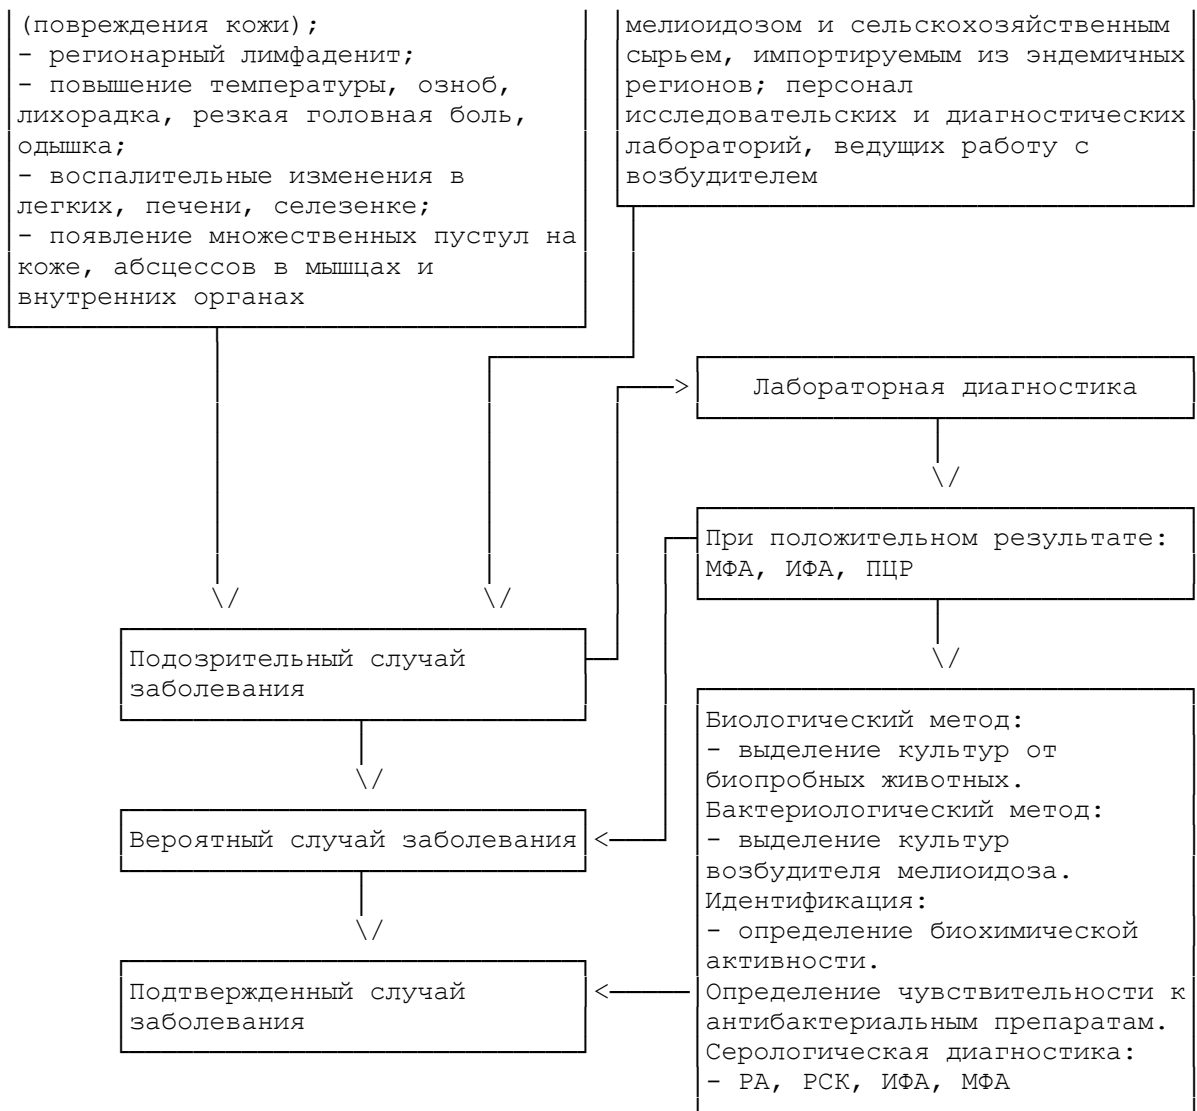 (повреждения кожи);
- регионарный лимфаденит;
- повышение температуры, озноб,
лихорадка, резкая головная боль,
одышка;
- воспалительные изменения в
легких, печени, селезенке;
- появление множественных пустул на
коже, абсцессов в мышцах и
внутренних органах
мелиоидозом и сельскохозяйственным
сырьем, импортируемым из эндемичных
регионов; персонал
исследовательских и диагностических
лабораторий, ведущих работу с
возбудителем
Лабораторная диагностика
При положительном результате:
МФА, ИФА, ПЦР
Подозрительный случай
заболевания
Вероятный случай заболевания
Подтвержденный случай
заболевания
Биологический метод:
- выделение культур от
биопробных животных.
Бактериологический метод:
- выделение культур
возбудителя мелиоидоза.
Идентификация:
- определение биохимической
активности.
Определение чувствительности к
антибактериальным препаратам.
Серологическая диагностика:
- РА, РСК, ИФА, МФА